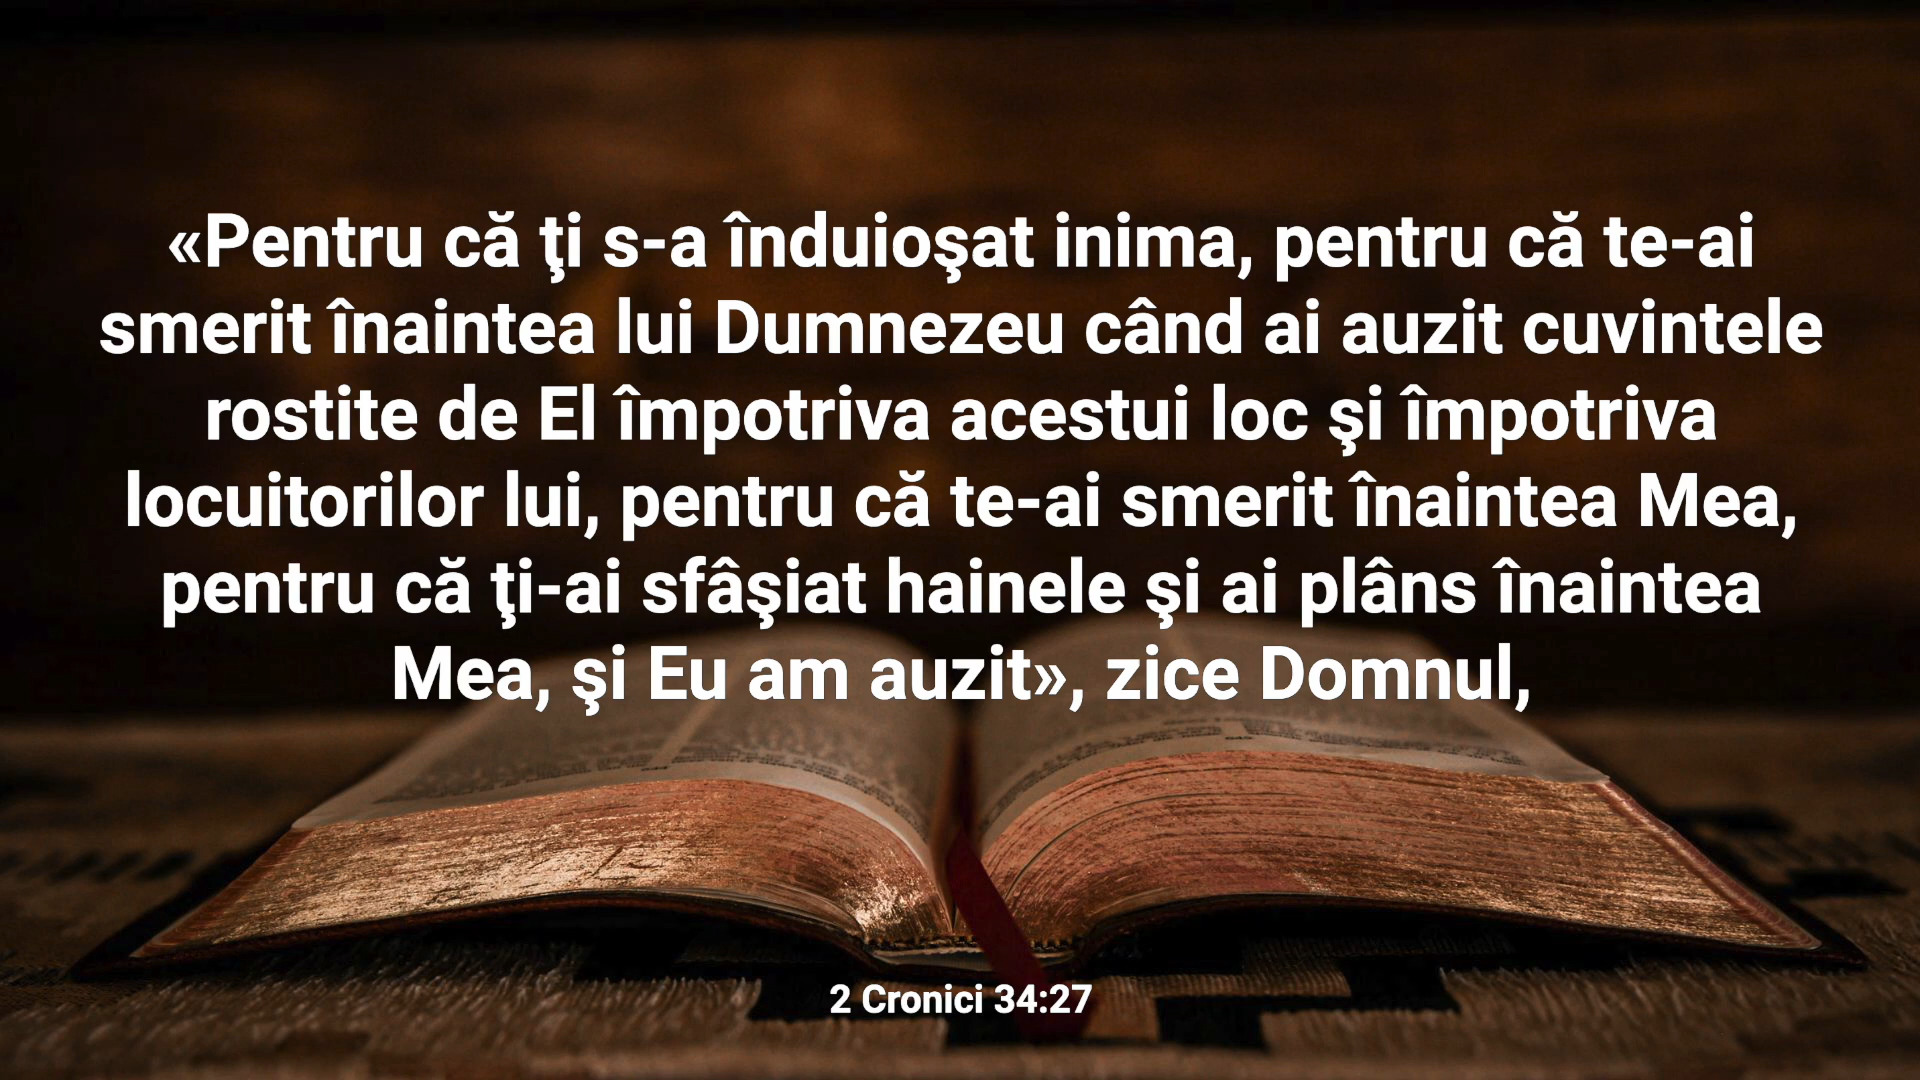 «Pentru că ţi s-a înduioşat inima, pentru că te-ai
smerit înaintea lui Dumnezeu când ai auzit cuvintele
rostite de El împotriva acestui loc şi împotriva
locuitorilor lui, pentru că te-ai smerit înaintea Mea,
pentru că ţi-ai sfâşiat hainele şi ai plâns înaintea
Mea, şi Eu am auzit», zice Domnul,
2 Cronici 34:27